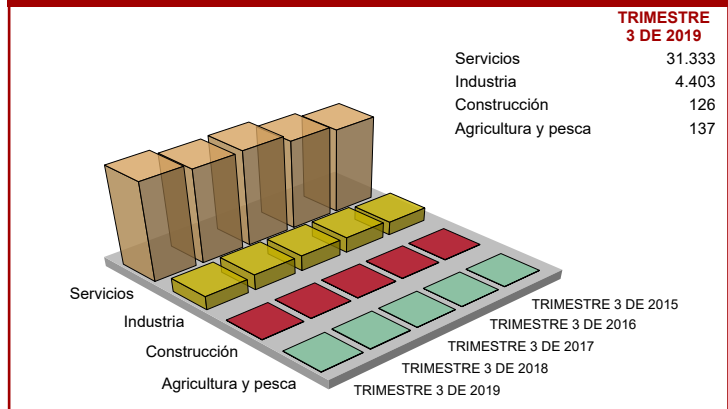 TRIMESTRE
3 DE 2019
Servicios 31.333
Industria 4.403
Construcción 126
Agricultura y pesca 137
Servicios
Industria
Construcción
Agricultura y pesca
TRIMESTRE 3 DE 2015
TRIMESTRE 3 DE 2016
TRIMESTRE 3 DE 2017
TRIMESTRE 3 DE 2018
TRIMESTRE 3 DE 2019